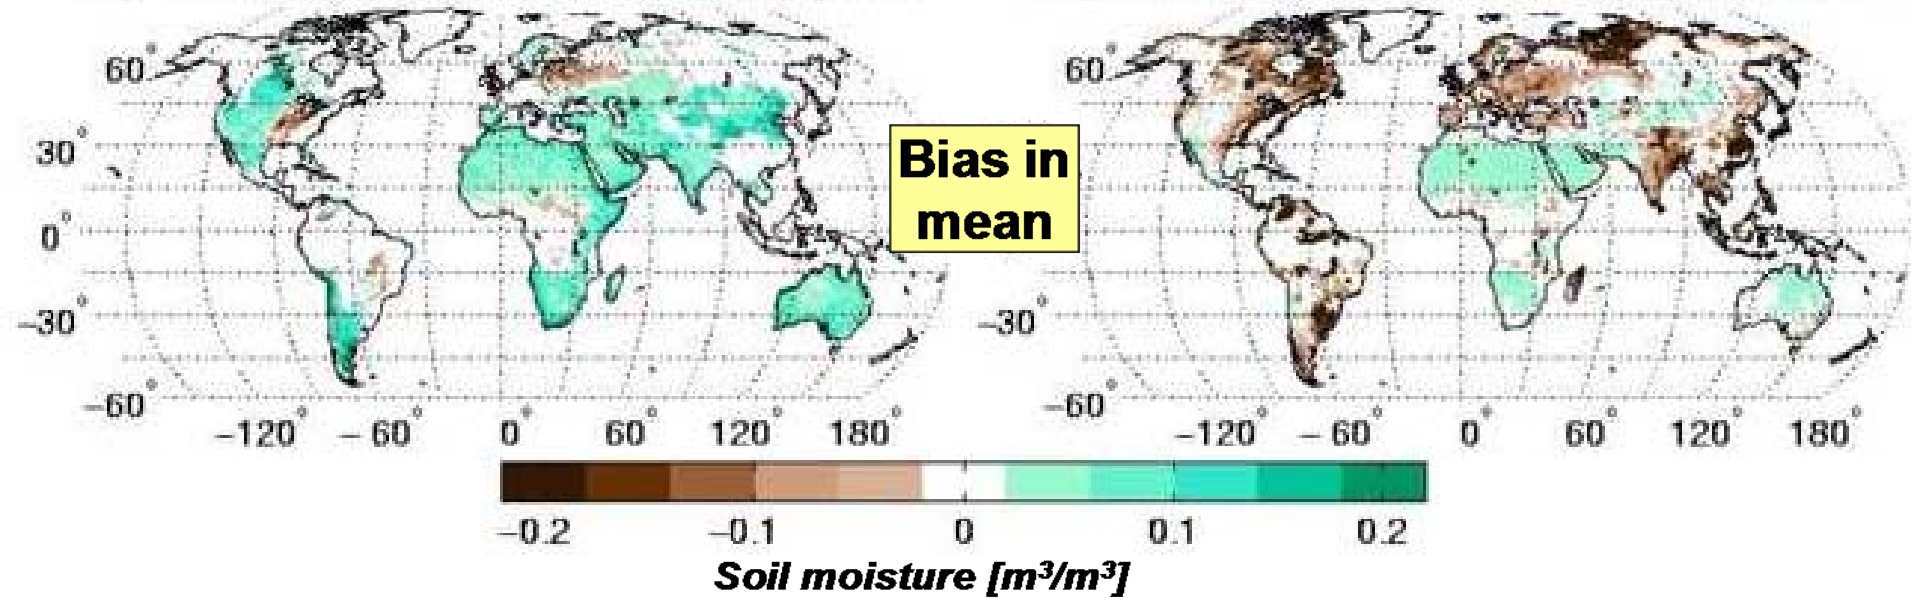 60° 60°
30°
Bias in
mean
0°
−30° −30°
−60° −60°
−120° −60° 0° 60° 120° 180° −120° −60° 0° 60° 120° 180°
−0.2 −0.1 0 0.1 0.2
Soil moisture [m³/m³]